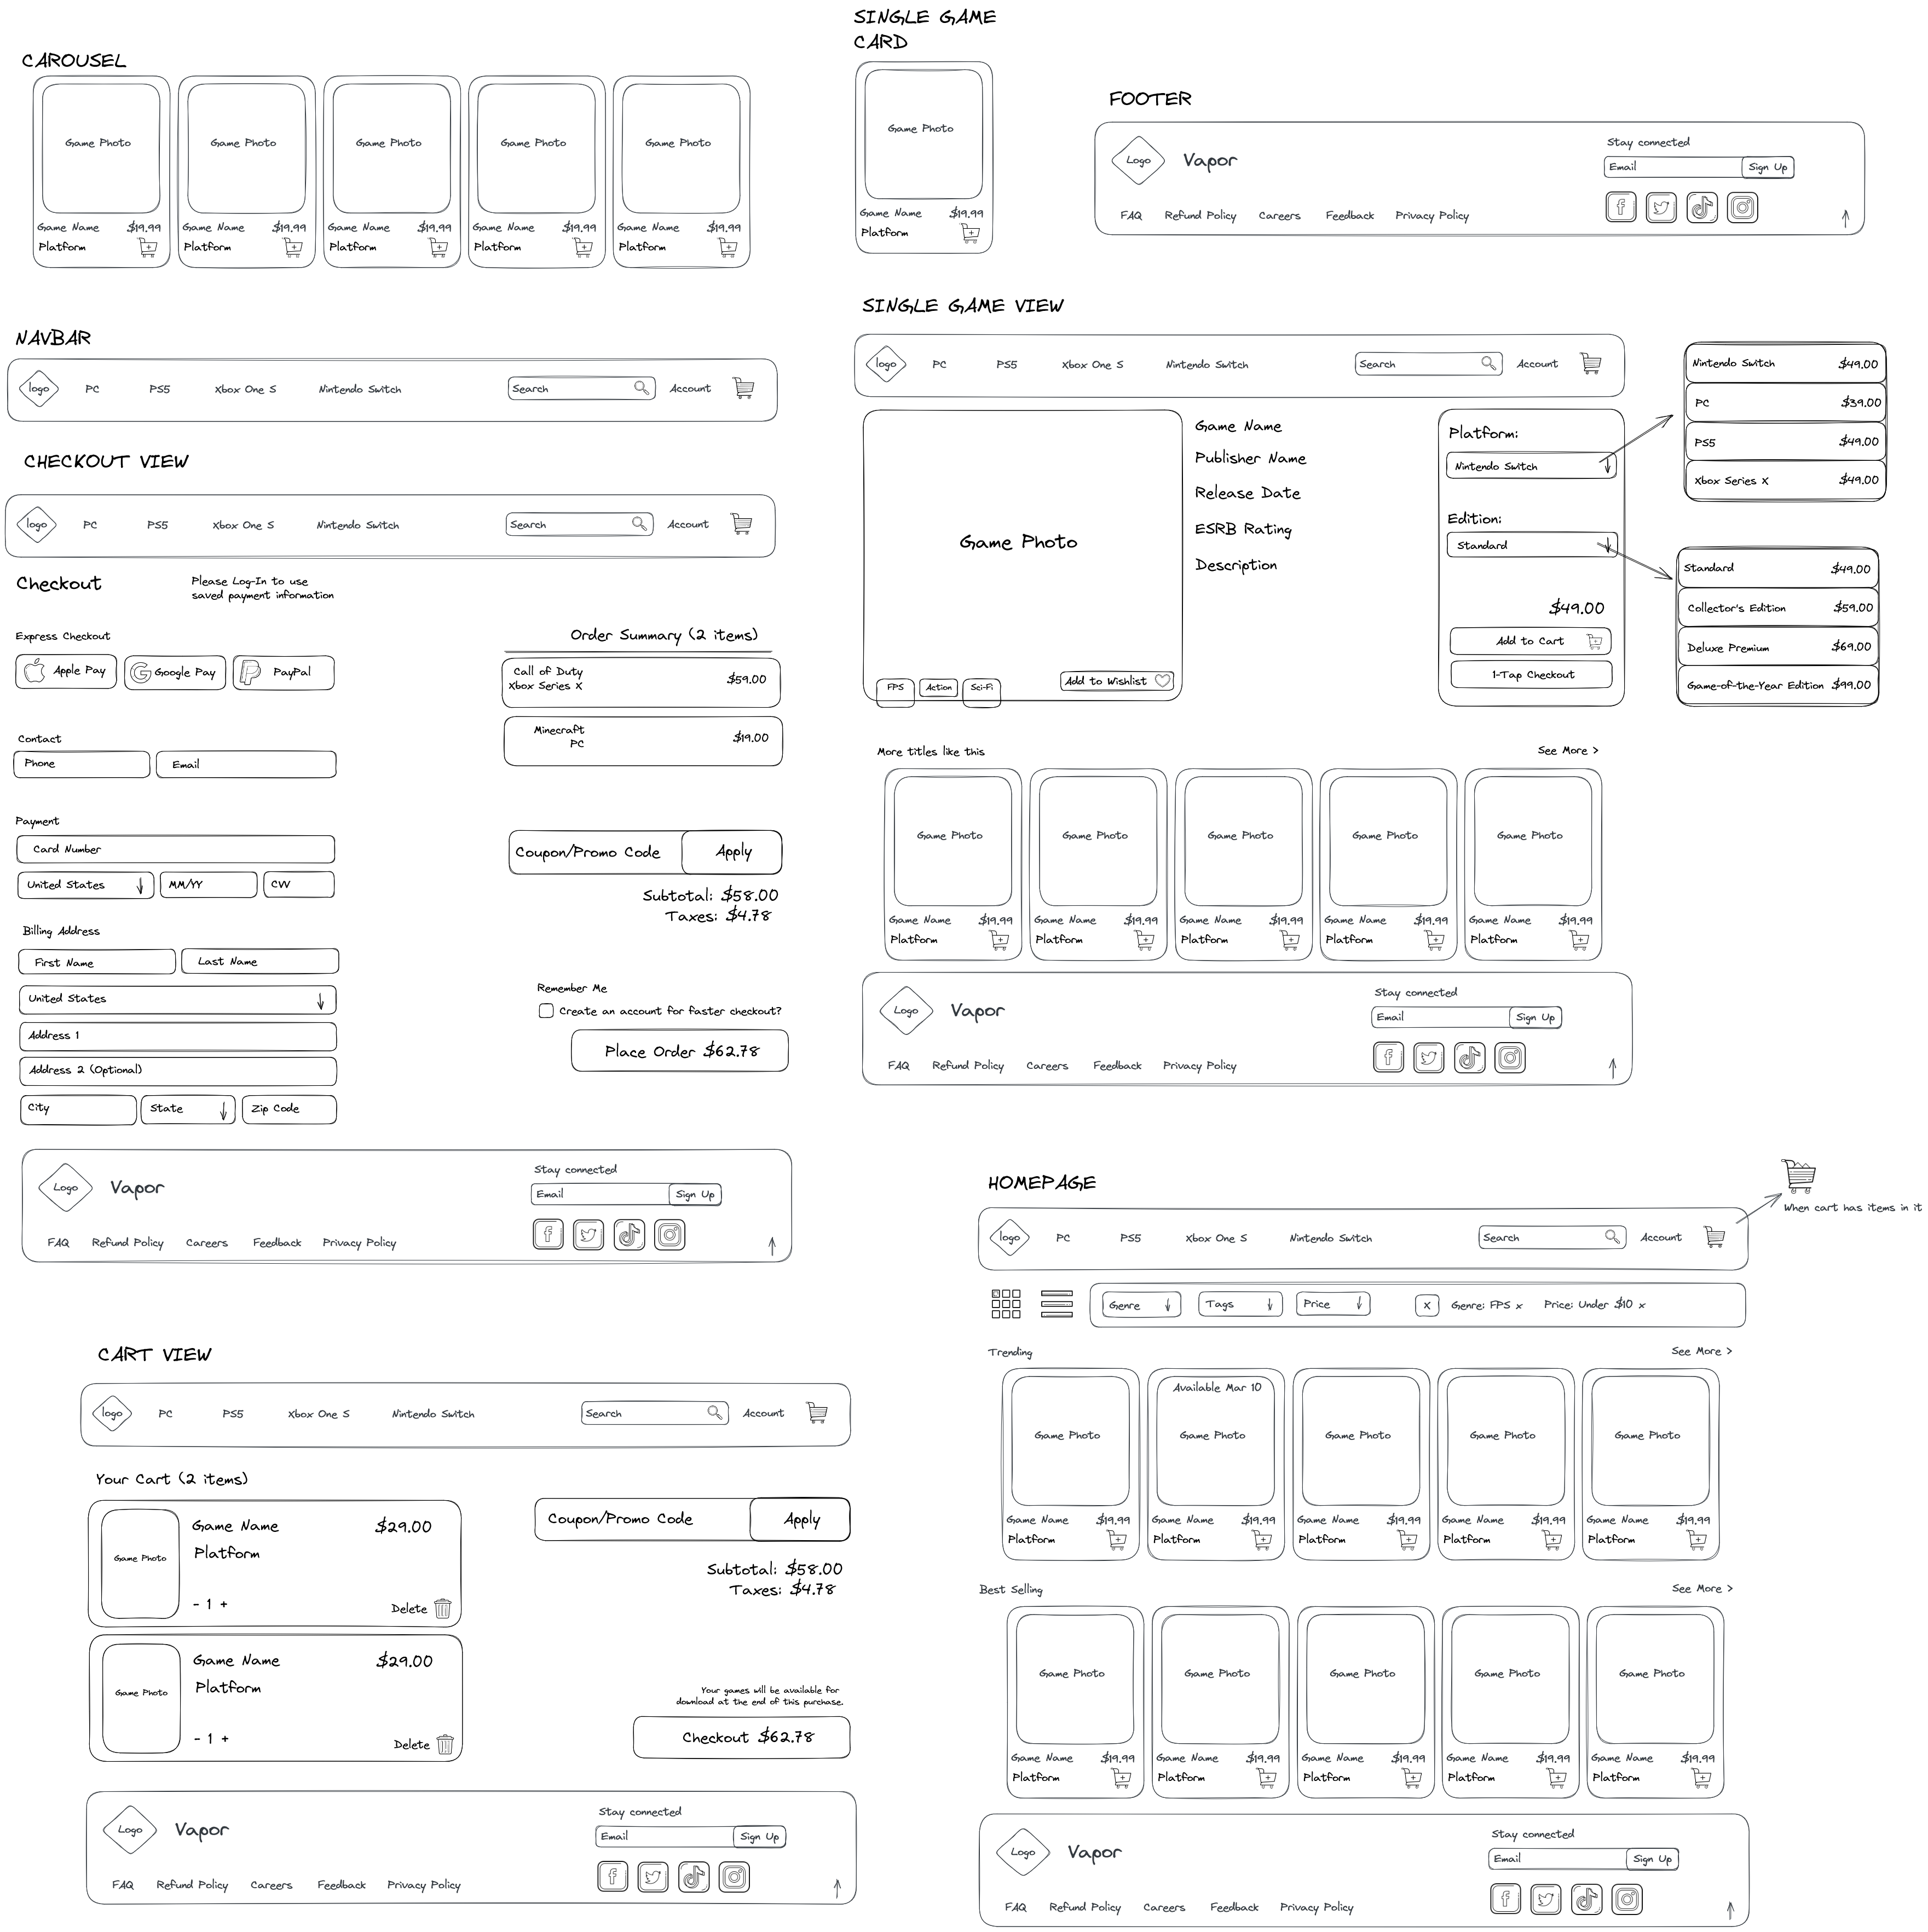 SINGLE GAME
CARD
CAROUSEL
Game Photo Game Photo Game Photo Game Photo Game Photo
Game Name $19.99 Game Name $19.99 Game Name $19.99 Game Name $19.99 Game Name $19.99
Platform Platform Platform Platform Platform
Game Photo
Game Name $19.99
Platform
FOOTER
Logo Vapor
Stay connected
Email Sign Up
FAQ Refund Policy Careers Feedback Privacy Policy
NAVBAR
logo PC PS5 Xbox One S Nintendo Switch Search Account
CHECKOUT VIEW
logo PC PS5 Xbox One S Nintendo Switch Search Account
Checkout
Please Log-In to use
saved payment information
Express Checkout
Apple Pay Google Pay PayPal
Contact
Phone Email
Payment
Card Number
United States MM/YY CVV
Billing Address
First Name Last Name
United States
Address 1
Address 2 (Optional)
City State Zip Code
Order Summary (2 items)
Call of Duty
Xbox Series X $59.00
Minecraft
PC $19.00
Coupon/Promo Code Apply
Subtotal: $58.00
Taxes: $4.78
Remember Me
Create an account for faster checkout?
Place Order $62.78
Logo Vapor
Stay connected
Email Sign Up
FAQ Refund Policy Careers Feedback Privacy Policy
SINGLE GAME VIEW
logo PC PS5 Xbox One S Nintendo Switch Search Account
Game Photo
FPS Action Sci-Fi Add to Wishlist
Game Name
Publisher Name
Release Date
ESRB Rating
Description
Platform:
Nintendo Switch
Edition:
Standard
$49.00
Add to Cart
1-Tap Checkout
Nintendo Switch $49.00
PC $39.00
PS5 $49.00
Xbox Series X $49.00
Standard $49.00
Collector's Edition $59.00
Deluxe Premium $69.00
Game-of-the-Year Edition $99.00
More titles like this See More >
Game Photo Game Photo Game Photo Game Photo Game Photo
Game Name $19.99 Game Name $19.99 Game Name $19.99 Game Name $19.99 Game Name $19.99
Platform Platform Platform Platform Platform
Logo Vapor
Stay connected
Email Sign Up
FAQ Refund Policy Careers Feedback Privacy Policy
CART VIEW
logo PC PS5 Xbox One S Nintendo Switch Search Account
Your Cart (2 items)
Game Photo
Game Name $29.00
Platform
- 1 + Delete
Game Photo
Game Name $29.00
Platform
- 1 + Delete
Coupon/Promo Code Apply
Subtotal: $58.00
Taxes: $4.78
Your games will be available for
download at the end of this purchase.
Checkout $62.78
Logo Vapor
Stay connected
Email Sign Up
FAQ Refund Policy Careers Feedback Privacy Policy
HOMEPAGE
When cart has items in it
logo PC PS5 Xbox One S Nintendo Switch Search Account
Genre Tags Price X Genre: FPS x Price: Under $10 x
Trending See More >
Available Mar 10
Game Photo Game Photo Game Photo Game Photo Game Photo
Game Name $19.99 Game Name $19.99 Game Name $19.99 Game Name $19.99 Game Name $19.99
Platform Platform Platform Platform Platform
Best Selling See More >
Game Photo Game Photo Game Photo Game Photo Game Photo
Game Name $19.99 Game Name $19.99 Game Name $19.99 Game Name $19.99 Game Name $19.99
Platform Platform Platform Platform Platform
Logo Vapor
Stay connected
Email Sign Up
FAQ Refund Policy Careers Feedback Privacy Policy